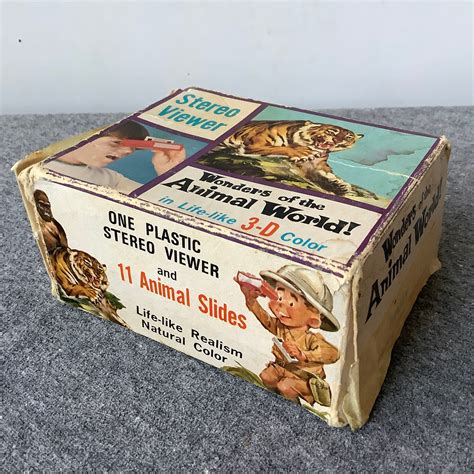 Stereo
Viewer
Wonders of the
Animal World!
in Life-like 3-D Color
ONE PLASTIC
STEREO VIEWER
and
11 Animal Slides
Life-like Realism
Natural Color
Wonders of the
Animal World!